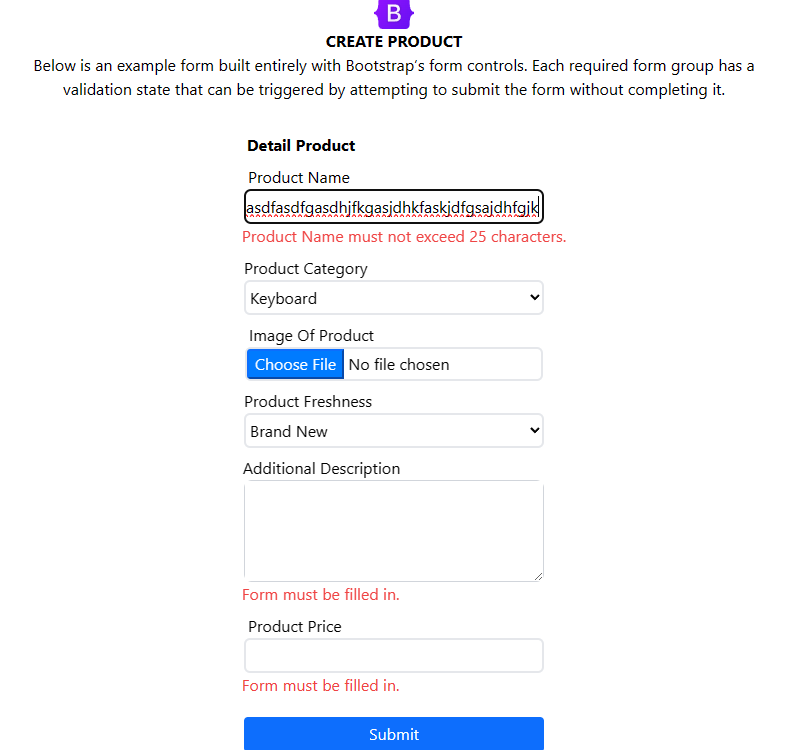 B
CREATE PRODUCT
Below is an example form built entirely with Bootstrap's form controls. Each required form group has a
validation state that can be triggered by attempting to submit the form without completing it.
Detail Product
Product Name
asdfasdfgasdhjfkgasjdhkfaskjdfgsajdhfgjk
Product Name must not exceed 25 characters.
Product Category
Keyboard
Image Of Product
Choose File No file chosen
Product Freshness
Brand New
Additional Description
Form must be filled in.
Product Price
Form must be filled in.
Submit